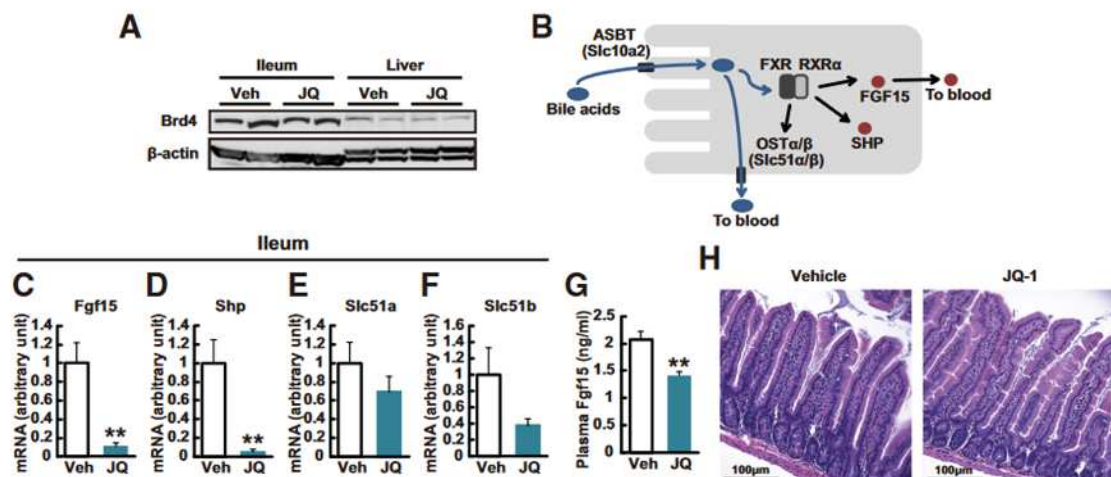 A
Ileum Liver
Veh JQ Veh JQ
Brd4
β-actin
B
ASBT
(Slc10a2)
Bile acids
FXR RXRα
FGF15
To blood
SHP
OSTα/β
(Slc51α/β)
To blood
Ileum
C
Fgf15
mRNA (arbitrary unit)
1.4
1.2
1
0.8
0.6
0.4
0.2
0
**
Veh JQ
D
Shp
mRNA (arbitrary unit)
1.4
1.2
1
0.8
0.6
0.4
0.2
0
**
Veh JQ
E
Slc51a
mRNA (arbitrary unit)
1.4
1.2
1
0.8
0.6
0.4
0.2
0
Veh JQ
F
Slc51b
mRNA (arbitrary unit)
1.6
1.4
1.2
1
0.8
0.6
0.4
0.2
0
Veh JQ
G
Plasma Fgf15 (ng/ml)
2.5
2
1.5
1
0.5
0
**
Veh JQ
H
Vehicle
JQ-1
100μm
100μm